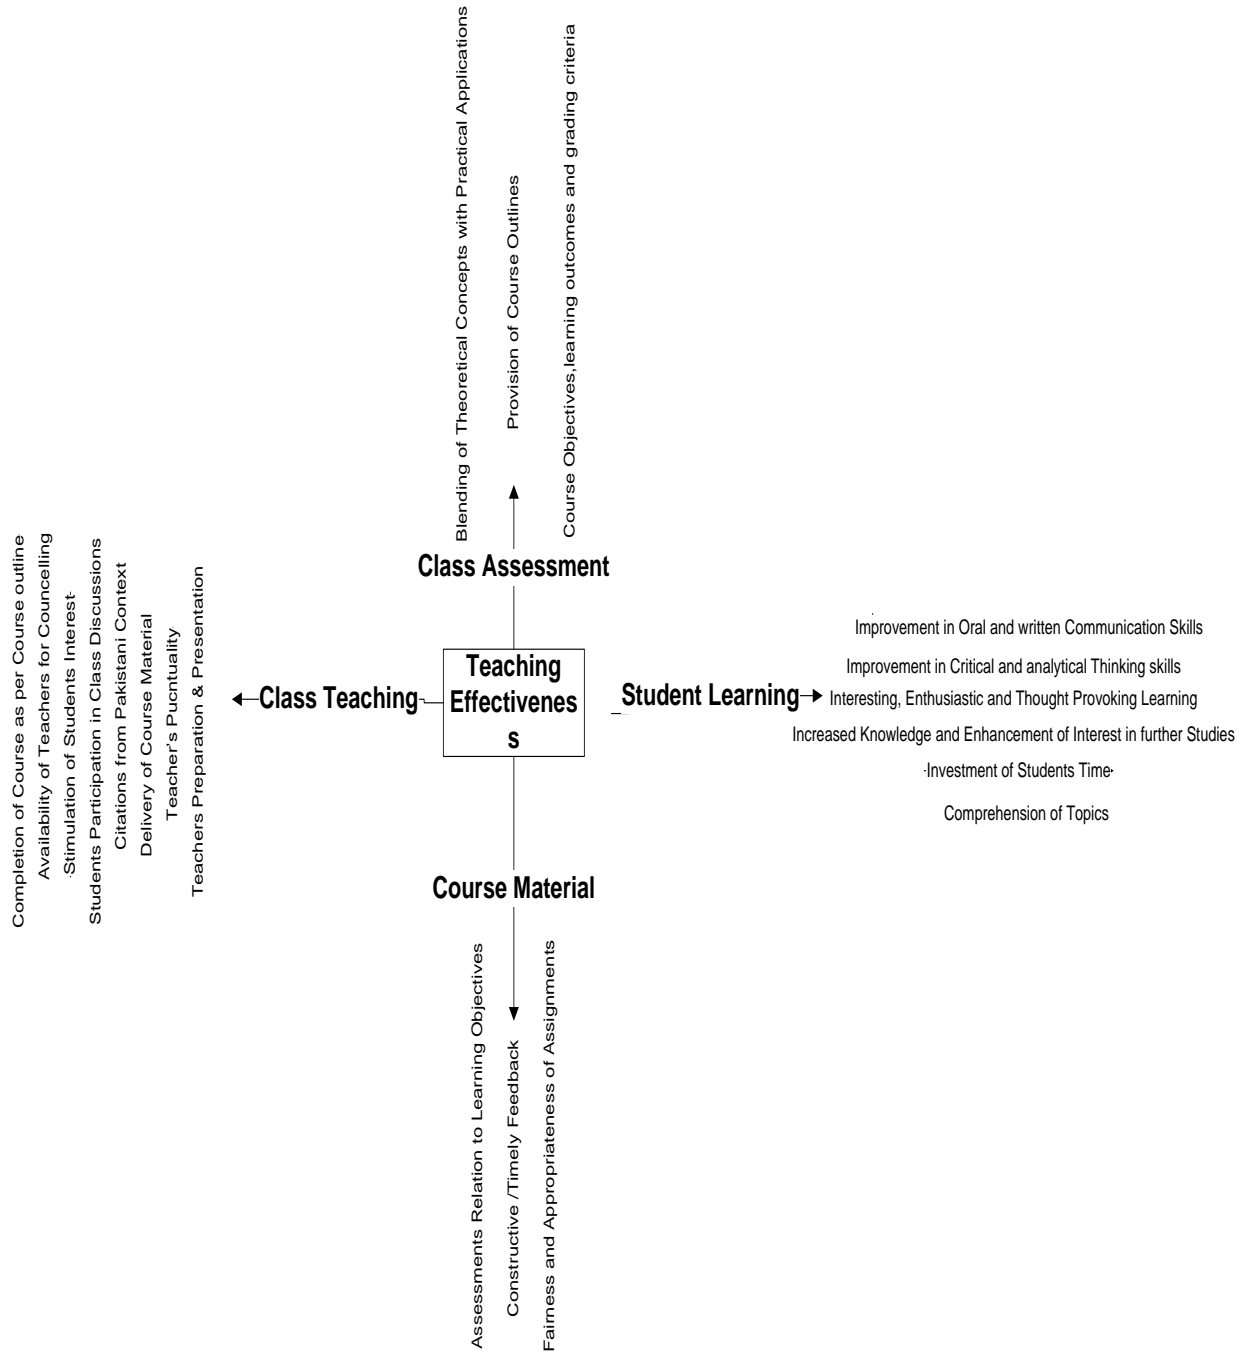 Blending of Theoretical Concepts with Practical Applications
Provision of Course Outlines
Course Objectives,learning outcomes and grading criteria
Class Assessment
Completion of Course as per Course outline
Availability of Teachers for Councelling
Stimulation of Students Interest
Students Participation in Class Discussions
Citations from Pakistani Context
Delivery of Course Material
Teacher's Pucntuality
Teachers Preparation & Presentation
Class Teaching
Teaching
Effectivenes
s
Student Learning
Improvement in Oral and written Communication Skills
Improvement in Critical and analytical Thinking skills
Interesting, Enthusiastic and Thought Provoking Learning
Increased Knowledge and Enhancement of Interest in further Studies
Investment of Students Time
Comprehension of Topics
Course Material
Assessments Relation to Learning Objectives
Constructive /Timely Feedback
Fairness and Appropriateness of Assignments